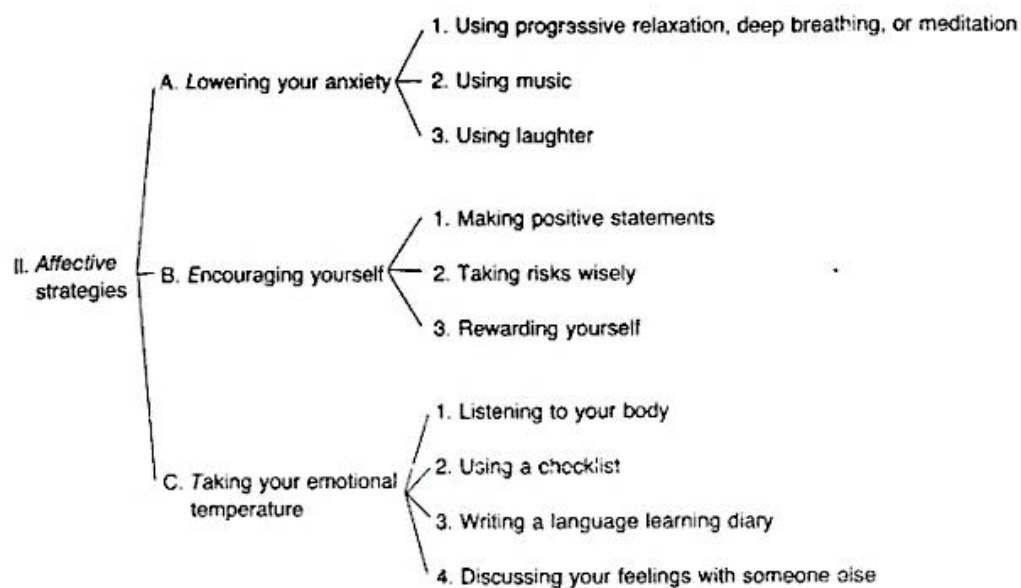 II. Affective
strategies
A. Lowering your anxiety
1. Using progressive relaxation, deep breathing, or meditation
2. Using music
3. Using laughter
B. Encouraging yourself
1. Making positive statements
2. Taking risks wisely
3. Rewarding yourself
C. Taking your emotional
temperature
1. Listening to your body
2. Using a checklist
3. Writing a language learning diary
4. Discussing your feelings with someone else